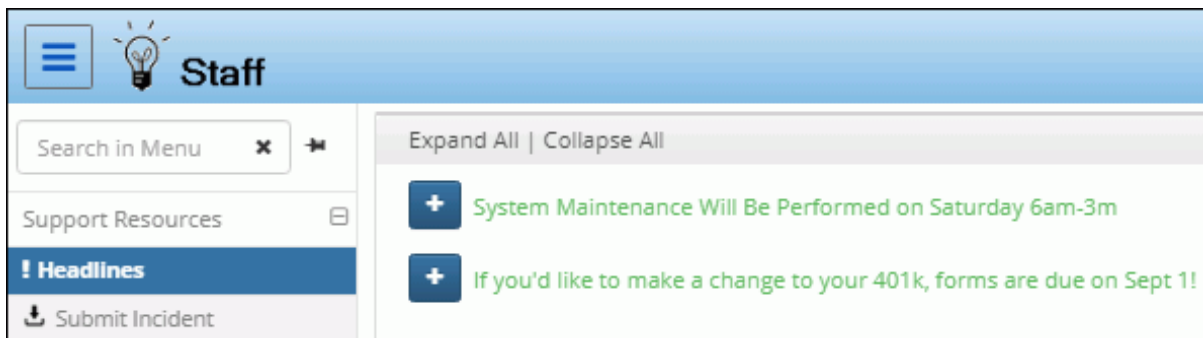 Staff
Search in Menu
Expand All | Collapse All
Support Resources
System Maintenance Will Be Performed on Saturday 6am-3m
! Headlines
If you'd like to make a change to your 401k, forms are due on Sept 1!
Submit Incident